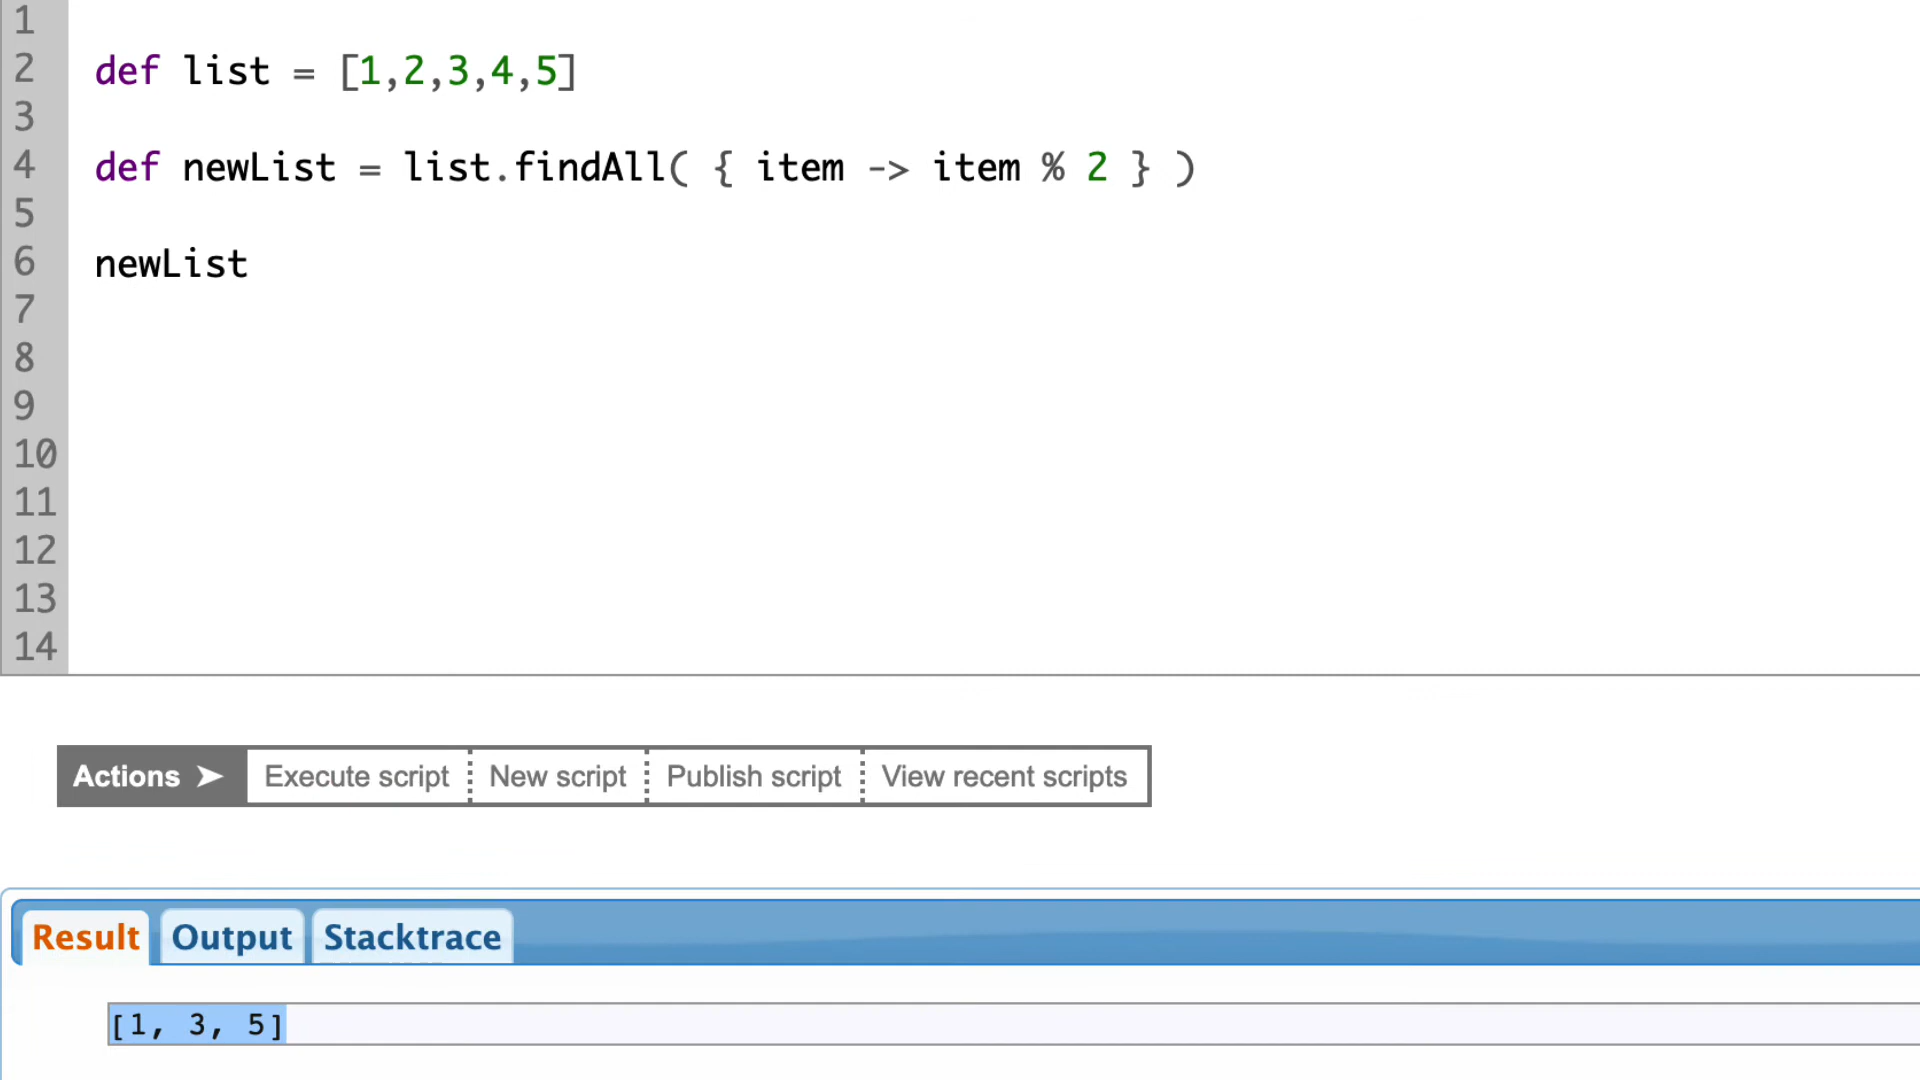 1
2 def list = [1,2,3,4,5]
3
4 def newList = list.findAll( { item -> item % 2 } )
5
6 newList
7
8
9
10
11
12
13
14
Actions ➤ Execute script New script Publish script View recent scripts
Result Output Stacktrace
[1, 3, 5]